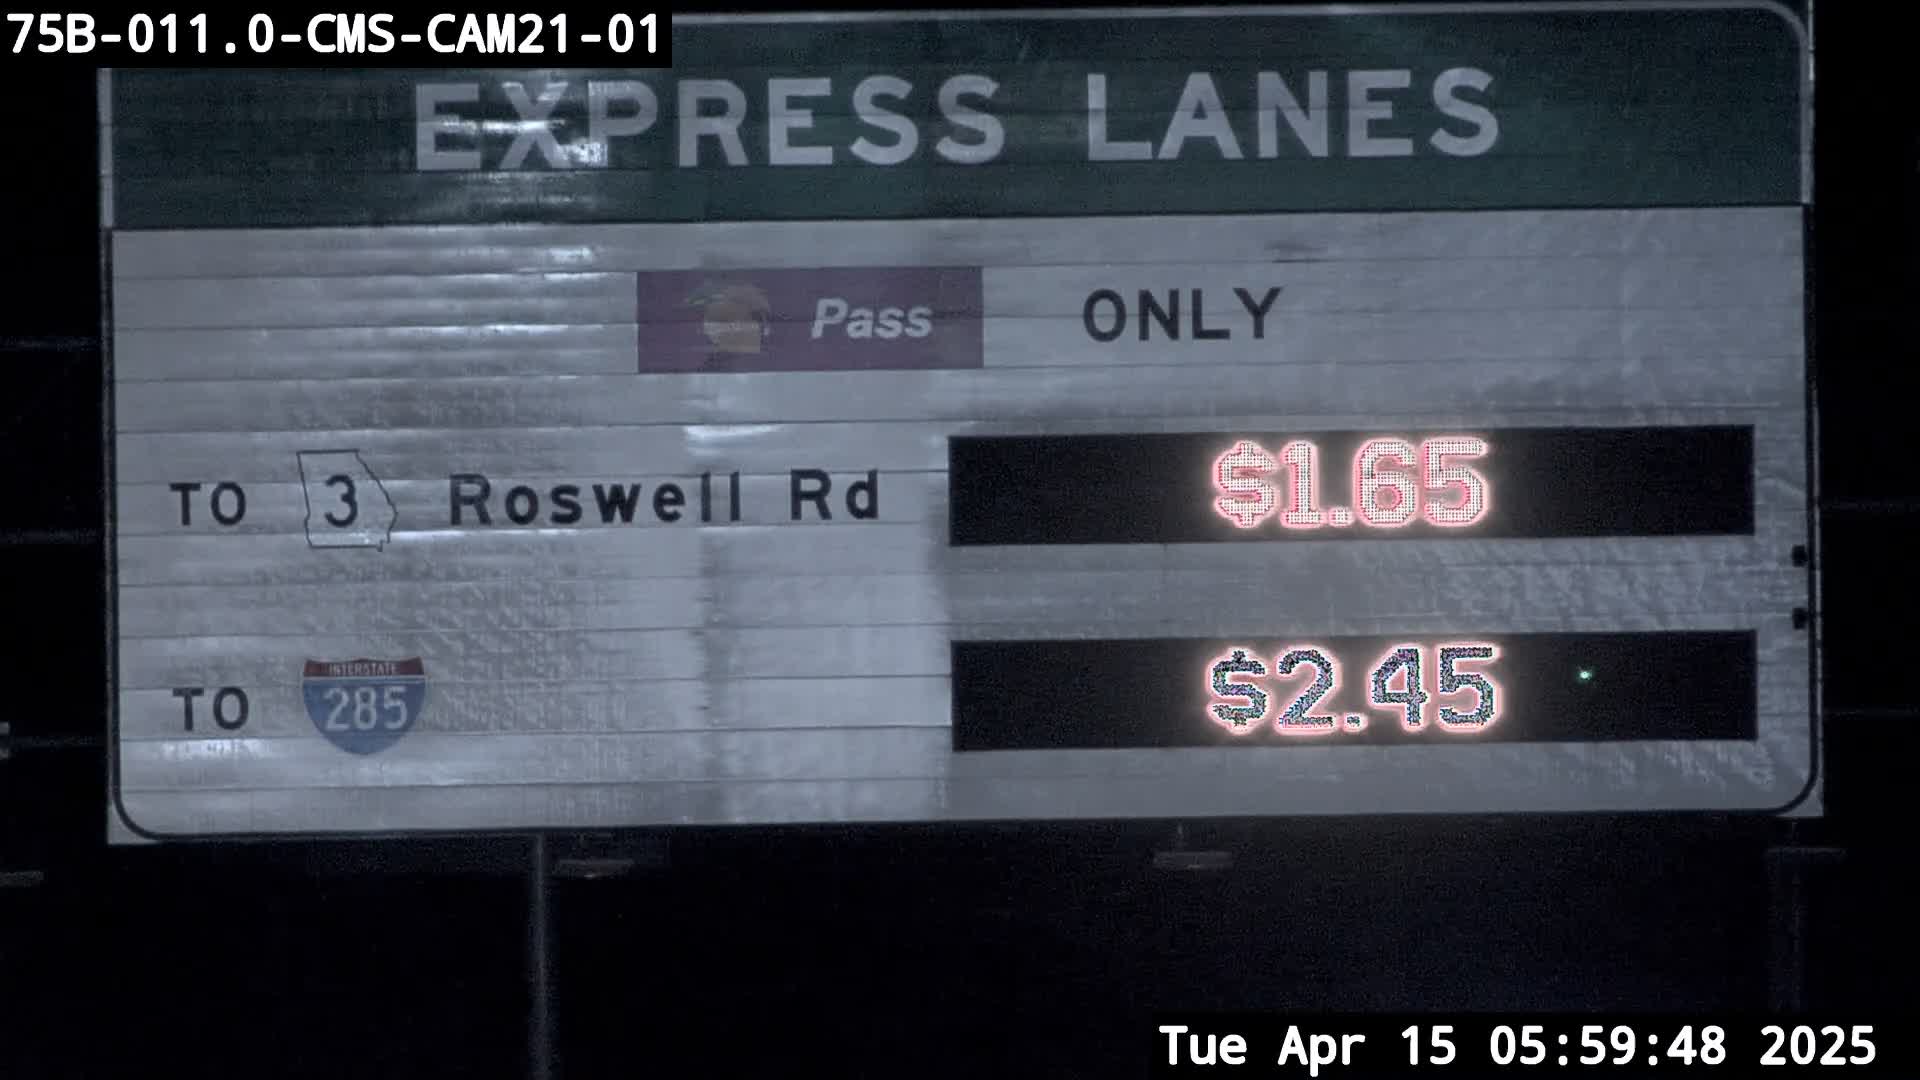 75B-011.0-CMS-CAM21-01
EXPRESS LANES
Pass ONLY
TO 3 Roswell Rd $1.65
TO INTERSTATE 285 $2.45
Tue Apr 15 05:59:48 2025